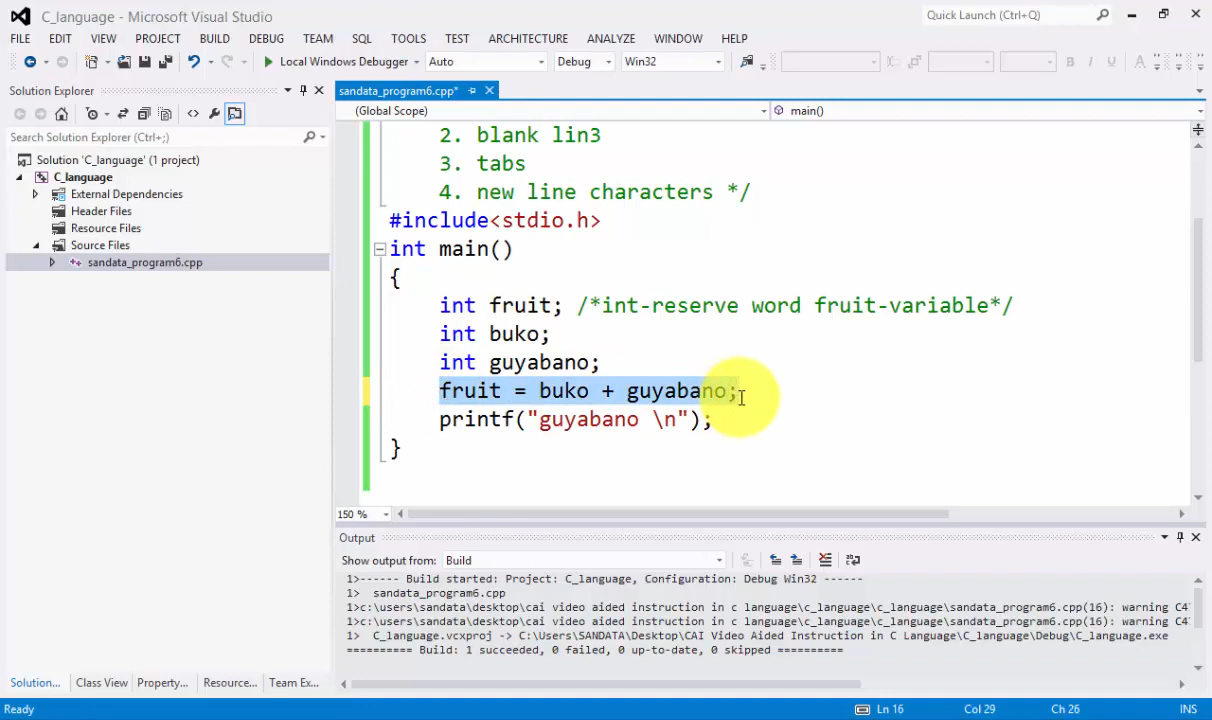 C_language - Microsoft Visual Studio
Quick Launch (Ctrl+;)
FILE EDIT VIEW PROJECT BUILD DEBUG TEAM SQL TOOLS TEST ARCHITECTURE ANALYZE WINDOW HELP
Local Windows Debugger Auto Debug Win32 B I U A
Solution Explorer
sandata_program6.cpp*
(Global Scope) main()
Search Solution Explorer (Ctrl+;)
Solution 'C_language' (1 project)
C_language
External Dependencies
Header Files
Resource Files
Source Files
sandata_program6.cpp
2. blank lin3
3. tabs
4. new line characters */
#include<stdio.h>
int main()
{
int fruit; /*int-reserve word fruit-variable*/
int buko;
int guyabano;
fruit = buko + guyabano;
printf("guyabano \n");
}
150 %
Output
Show output from: Build
1>------ Build started: Project: C_language, Configuration: Debug Win32 ------
1> sandata_program6.cpp
1>c:\users\sandata\desktop\cai video aided instruction in c language\c_language\c_language\sandata_program6.cpp(16): warning C4
1>c:\users\sandata\desktop\cai video aided instruction in c language\c_language\c_language\sandata_program6.cpp(16): warning C4
1> C_language.vcxproj -> C:\Users\SANDATA\Desktop\CAI Video Aided Instruction in C Language\C_language\Debug\C_language.exe
========== Build: 1 succeeded, 0 failed, 0 up-to-date, 0 skipped ==========
Solution... Class View Property... Resource... Team Ex...
Ready Ln 16 Col 29 Ch 26 INS